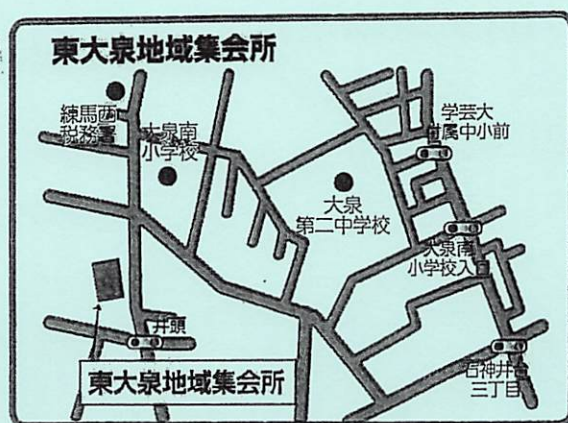 東大泉地域集会所
練馬西
税務署
大泉南
小学校
学芸大
附属中小前
大泉
第二中学校
大泉南
小学校入口
井頭
石神井台
三丁目
東大泉地域集会所